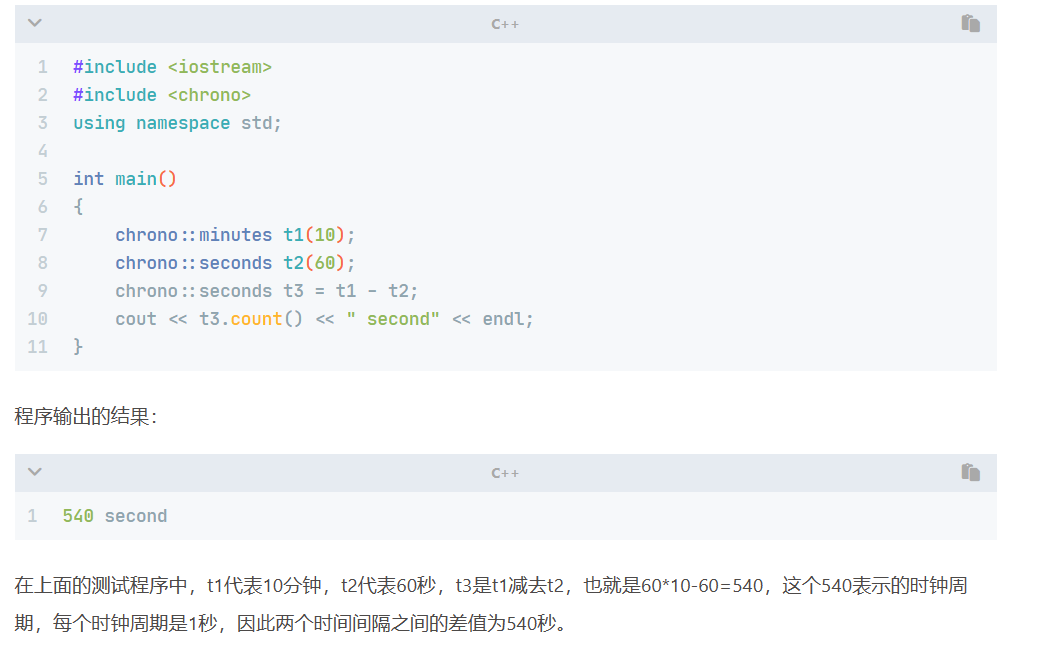 C++
1 #include <iostream>
2 #include <chrono>
3 using namespace std;
4
5 int main()
6 {
7     chrono::minutes t1(10);
8     chrono::seconds t2(60);
9     chrono::seconds t3 = t1 - t2;
10     cout << t3.count() << " second" << endl;
11 }
程序输出的结果：
C++
1 540 second
在上面的测试程序中，t1代表10分钟，t2代表60秒，t3是t1减去t2，也就是60*10-60=540，这个540表示的时钟周
期，每个时钟周期是1秒，因此两个时间间隔之间的差值为540秒。